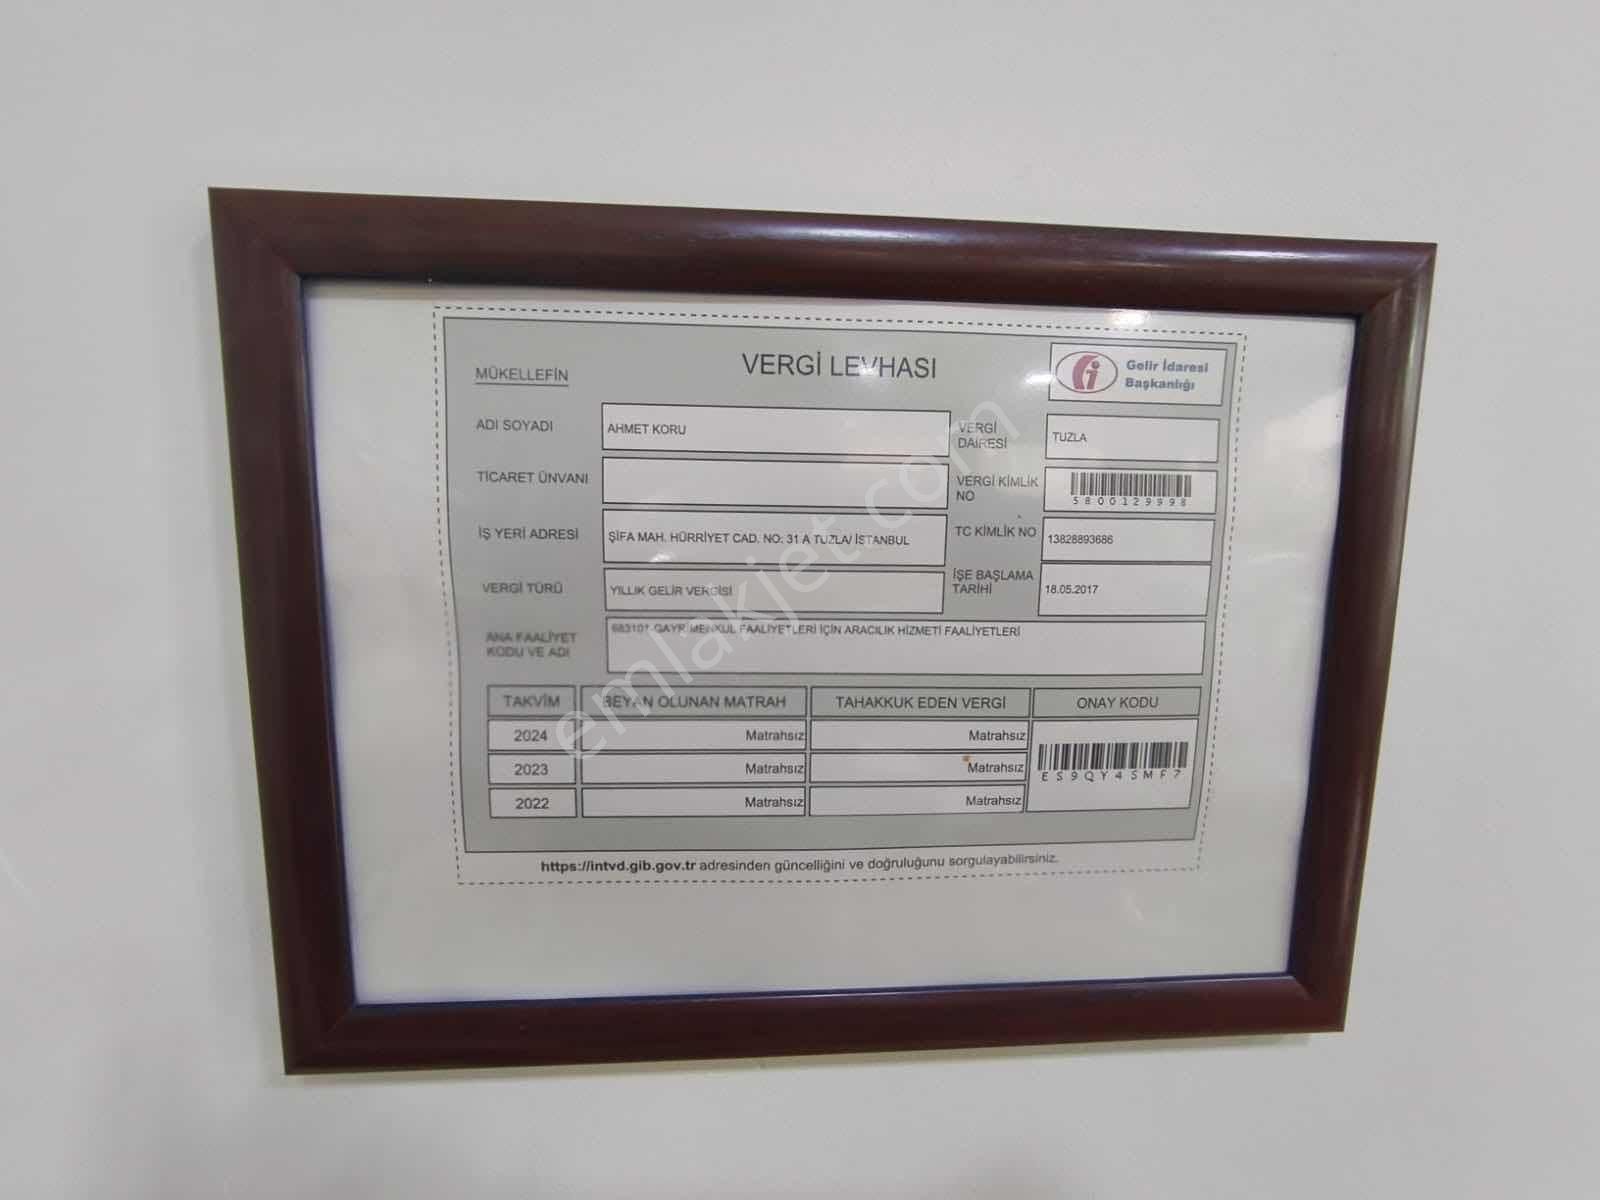 VERGİ LEVHASI
Gelir İdaresi
Başkanlığı
MÜKELLEFİN
ADI SOYADI
AHMET KORU
VERGİ
DAİRESİ
TUZLA
TİCARET ÜNVANI
VERGİ KİMLİK
NO
5800129998
İŞ YERİ ADRESİ
ŞİFA MAH. HÜRRİYET CAD. NO: 31 A TUZLA/ İSTANBUL
TC KİMLİK NO
13828893686
VERGİ TÜRÜ
YILLIK GELİR VERGİSİ
İŞE BAŞLAMA
TARİHİ
18.05.2017
ANA FAALİYET
KODU VE ADI
683101-GAYRİMENKUL FAALİYETLERİ İÇİN ARACILIK HİZMETİ FAALİYETLERİ
TAKVİM BEYAN OLUNAN MATRAH TAHAKKUK EDEN VERGİ ONAY KODU
2024 Matrahsız Matrahsız
2023 Matrahsız Matrahsız
ES9QY4SMF7
2022 Matrahsız Matrahsız
https://intvd.gib.gov.tr adresinden güncelliğini ve doğruluğunu sorgulayabilirsiniz.
emlakjet.com